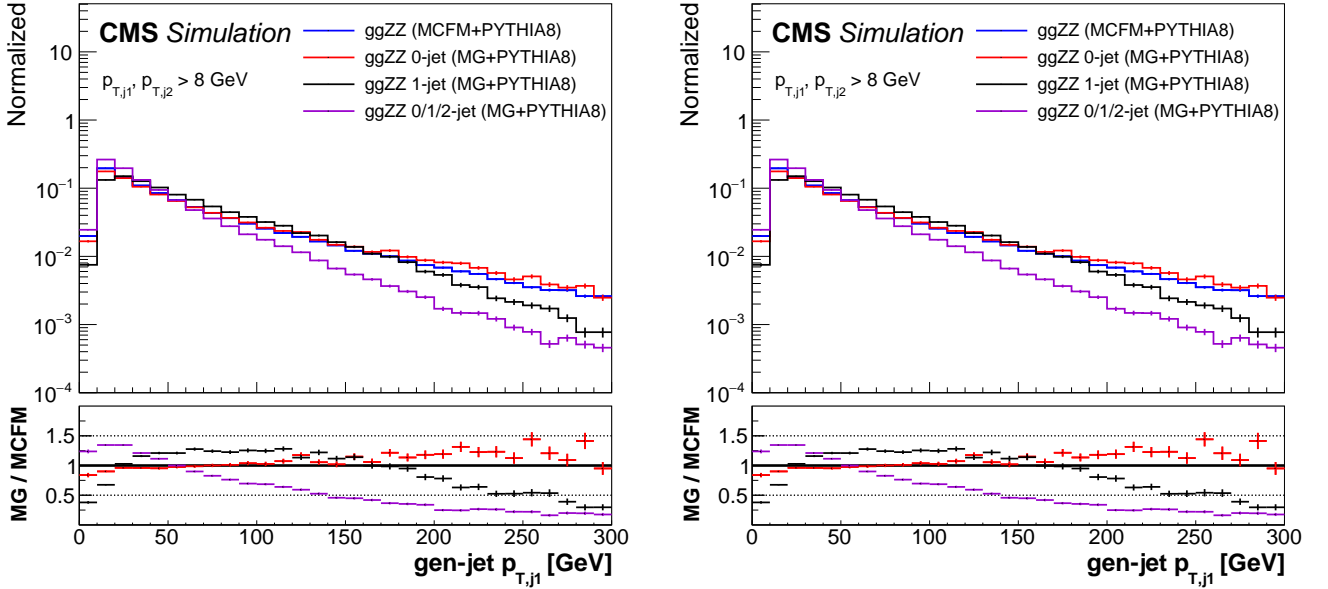 CMS Simulation
ggZZ (MCFM+PYTHIA8)
ggZZ 0-jet (MG+PYTHIA8)
ggZZ 1-jet (MG+PYTHIA8)
ggZZ 0/1/2-jet (MG+PYTHIA8)
p_T,j1, p_T,j2 > 8 GeV
Normalized
10
1
10⁻¹
10⁻²
10⁻³
10⁻⁴
MG / MCFM
1.5
1
0.5
0 50 100 150 200 250 300
gen-jet p_T,j1 [GeV]
CMS Simulation
ggZZ (MCFM+PYTHIA8)
ggZZ 0-jet (MG+PYTHIA8)
ggZZ 1-jet (MG+PYTHIA8)
ggZZ 0/1/2-jet (MG+PYTHIA8)
p_T,j1, p_T,j2 > 8 GeV
Normalized
10
1
10⁻¹
10⁻²
10⁻³
10⁻⁴
MG / MCFM
1.5
1
0.5
0 50 100 150 200 250 300
gen-jet p_T,j1 [GeV]